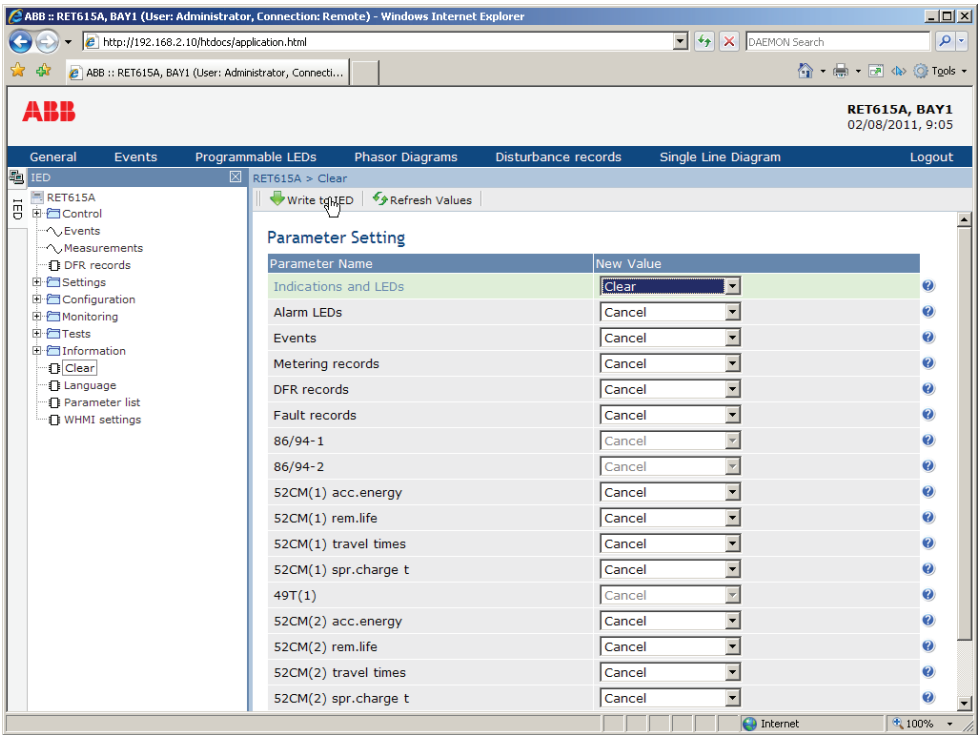 ABB :: RET615A, BAY1 (User: Administrator, Connection: Remote) - Windows Internet Explorer
http://192.168.2.10/htdocs/application.html
DAEMON Search
ABB :: RET615A, BAY1 (User: Administrator, Connecti...
Tools
ABB
RET615A, BAY1
02/08/2011, 9:05
General Events Programmable LEDs Phasor Diagrams Disturbance records Single Line Diagram Logout
IED
IED
RET615A
Control
Events
Measurements
DFR records
Settings
Configuration
Monitoring
Tests
Information
Clear
Language
Parameter list
WHMI settings
RET615A > Clear
Write to IED Refresh Values
Parameter Setting
Parameter Name New Value
Indications and LEDs Clear
Alarm LEDs Cancel
Events Cancel
Metering records Cancel
DFR records Cancel
Fault records Cancel
86/94-1 Cancel
86/94-2 Cancel
52CM(1) acc.energy Cancel
52CM(1) rem.life Cancel
52CM(1) travel times Cancel
52CM(1) spr.charge t Cancel
49T(1) Cancel
52CM(2) acc.energy Cancel
52CM(2) rem.life Cancel
52CM(2) travel times Cancel
52CM(2) spr.charge t Cancel
Internet 100%